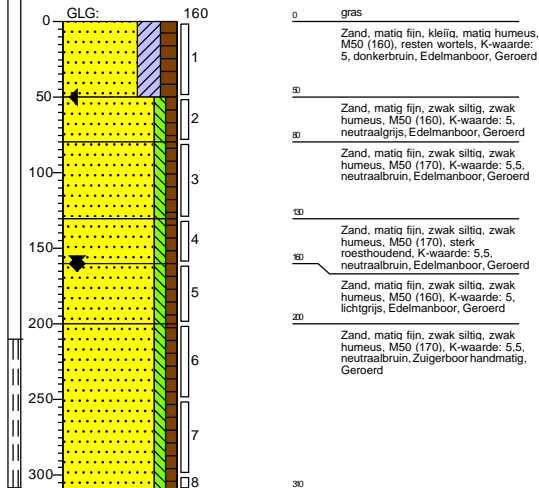 GLG: 160
0
50
100
150
200
250
300
1
2
3
4
5
6
7
8
0 gras
Zand, matig fijn, kleiïg, matig humeus,
M50 (160), resten wortels, K-waarde:
5, donkerbruin, Edelmanboor, Geroerd
50
Zand, matig fijn, zwak siltig, zwak
humeus, M50 (160), K-waarde: 5,
neutraalgrijs, Edelmanboor, Geroerd
80
Zand, matig fijn, zwak siltig, zwak
humeus, M50 (170), K-waarde: 5,5,
neutraalbruin, Edelmanboor, Geroerd
130
Zand, matig fijn, zwak siltig, zwak
humeus, M50 (170), sterk
roesthoudend, K-waarde: 5,5,
neutraalbruin, Edelmanboor, Geroerd
160
Zand, matig fijn, zwak siltig, zwak
humeus, M50 (160), K-waarde: 5,
lichtgrijs, Edelmanboor, Geroerd
200
Zand, matig fijn, zwak siltig, zwak
humeus, M50 (170), K-waarde: 5,5,
neutraalbruin, Zuigerboor handmatig,
Geroerd
310